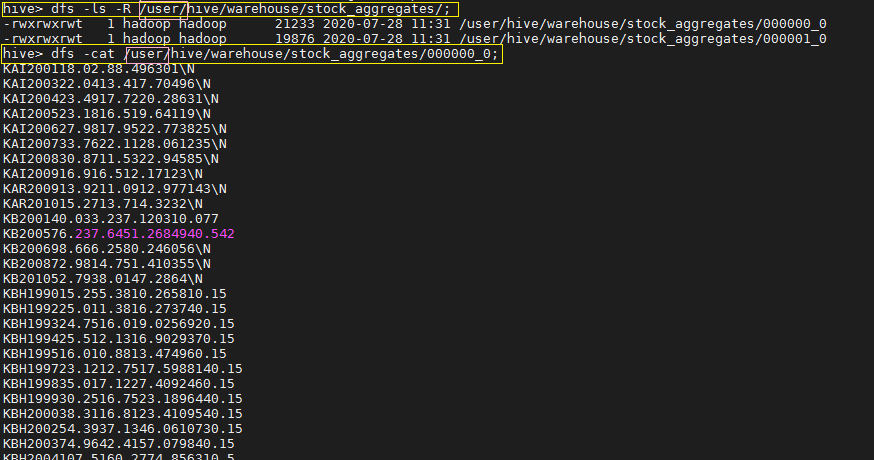 hive> dfs -ls -R /user/hive/warehouse/stock_aggregates/;
-rwxrwxrwt   1 hadoop hadoop      21233 2020-07-28 11:31 /user/hive/warehouse/stock_aggregates/000000_0
-rwxrwxrwt   1 hadoop hadoop      19876 2020-07-28 11:31 /user/hive/warehouse/stock_aggregates/000001_0
hive> dfs -cat /user/hive/warehouse/stock_aggregates/000000_0;
KAI200118.02.88.496301\N
KAI200322.0413.417.70496\N
KAI200423.4917.7220.28631\N
KAI200523.1816.519.64119\N
KAI200627.9817.9522.773825\N
KAI200733.7622.1128.061235\N
KAI200830.8711.5322.94585\N
KAI200916.916.512.17123\N
KAR200913.9211.0912.977143\N
KAR201015.2713.714.3232\N
KB200140.033.237.120310.077
KB200576.237.6451.2684940.542
KB200698.666.2580.246056\N
KB200872.9814.751.410355\N
KB201052.7938.0147.2864\N
KBH199015.255.3810.265810.15
KBH199225.011.3816.273740.15
KBH199324.7516.019.0256920.15
KBH199425.512.1316.9029370.15
KBH199516.010.8813.474960.15
KBH199723.1212.7517.5988140.15
KBH199835.017.1227.4092460.15
KBH199930.2516.7523.1896440.15
KBH200038.3116.8123.4109540.15
KBH200254.3937.1346.0610730.15
KBH200374.9642.4157.079840.15
KBH2004107.5160.2774.856310.5